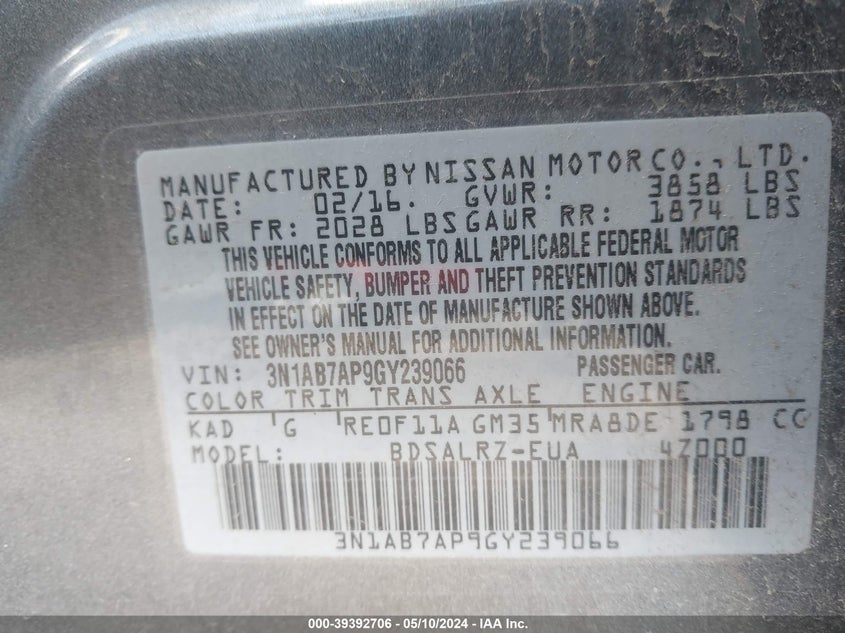 MANUFACTURED BY NISSAN MOTOR CO., LTD.
DATE: 02/16. GVWR: 3858 LBS
GAWR FR: 2028 LBS GAWR RR: 1874 LBS
THIS VEHICLE CONFORMS TO ALL APPLICABLE FEDERAL MOTOR
VEHICLE SAFETY, BUMPER AND THEFT PREVENTION STANDARDS
IN EFFECT ON THE DATE OF MANUFACTURE SHOWN ABOVE.
SEE OWNER'S MANUAL FOR ADDITIONAL INFORMATION.
VIN: 3N1AB7AP9GY239066 PASSENGER CAR.
COLOR TRIM TRANS AXLE ENGINE
KAD G RE0F11A GM35 MRA8DE 1798 CC
MODEL: BDSALRZ-EUA 4Z000
3N1AB7AP9GY239066
000-39392706 - 05/10/2024 - IAA Inc.